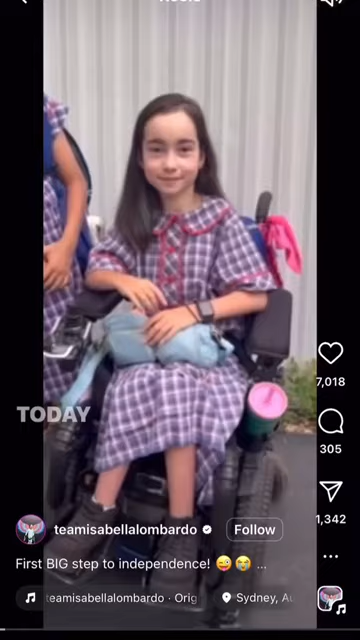 7,018
TODAY
305
1,342
teamisabellalombardo
Follow
First BIG step to independence! 😜😭 ...
teamisabellalombardo · Orig
Sydney, Au